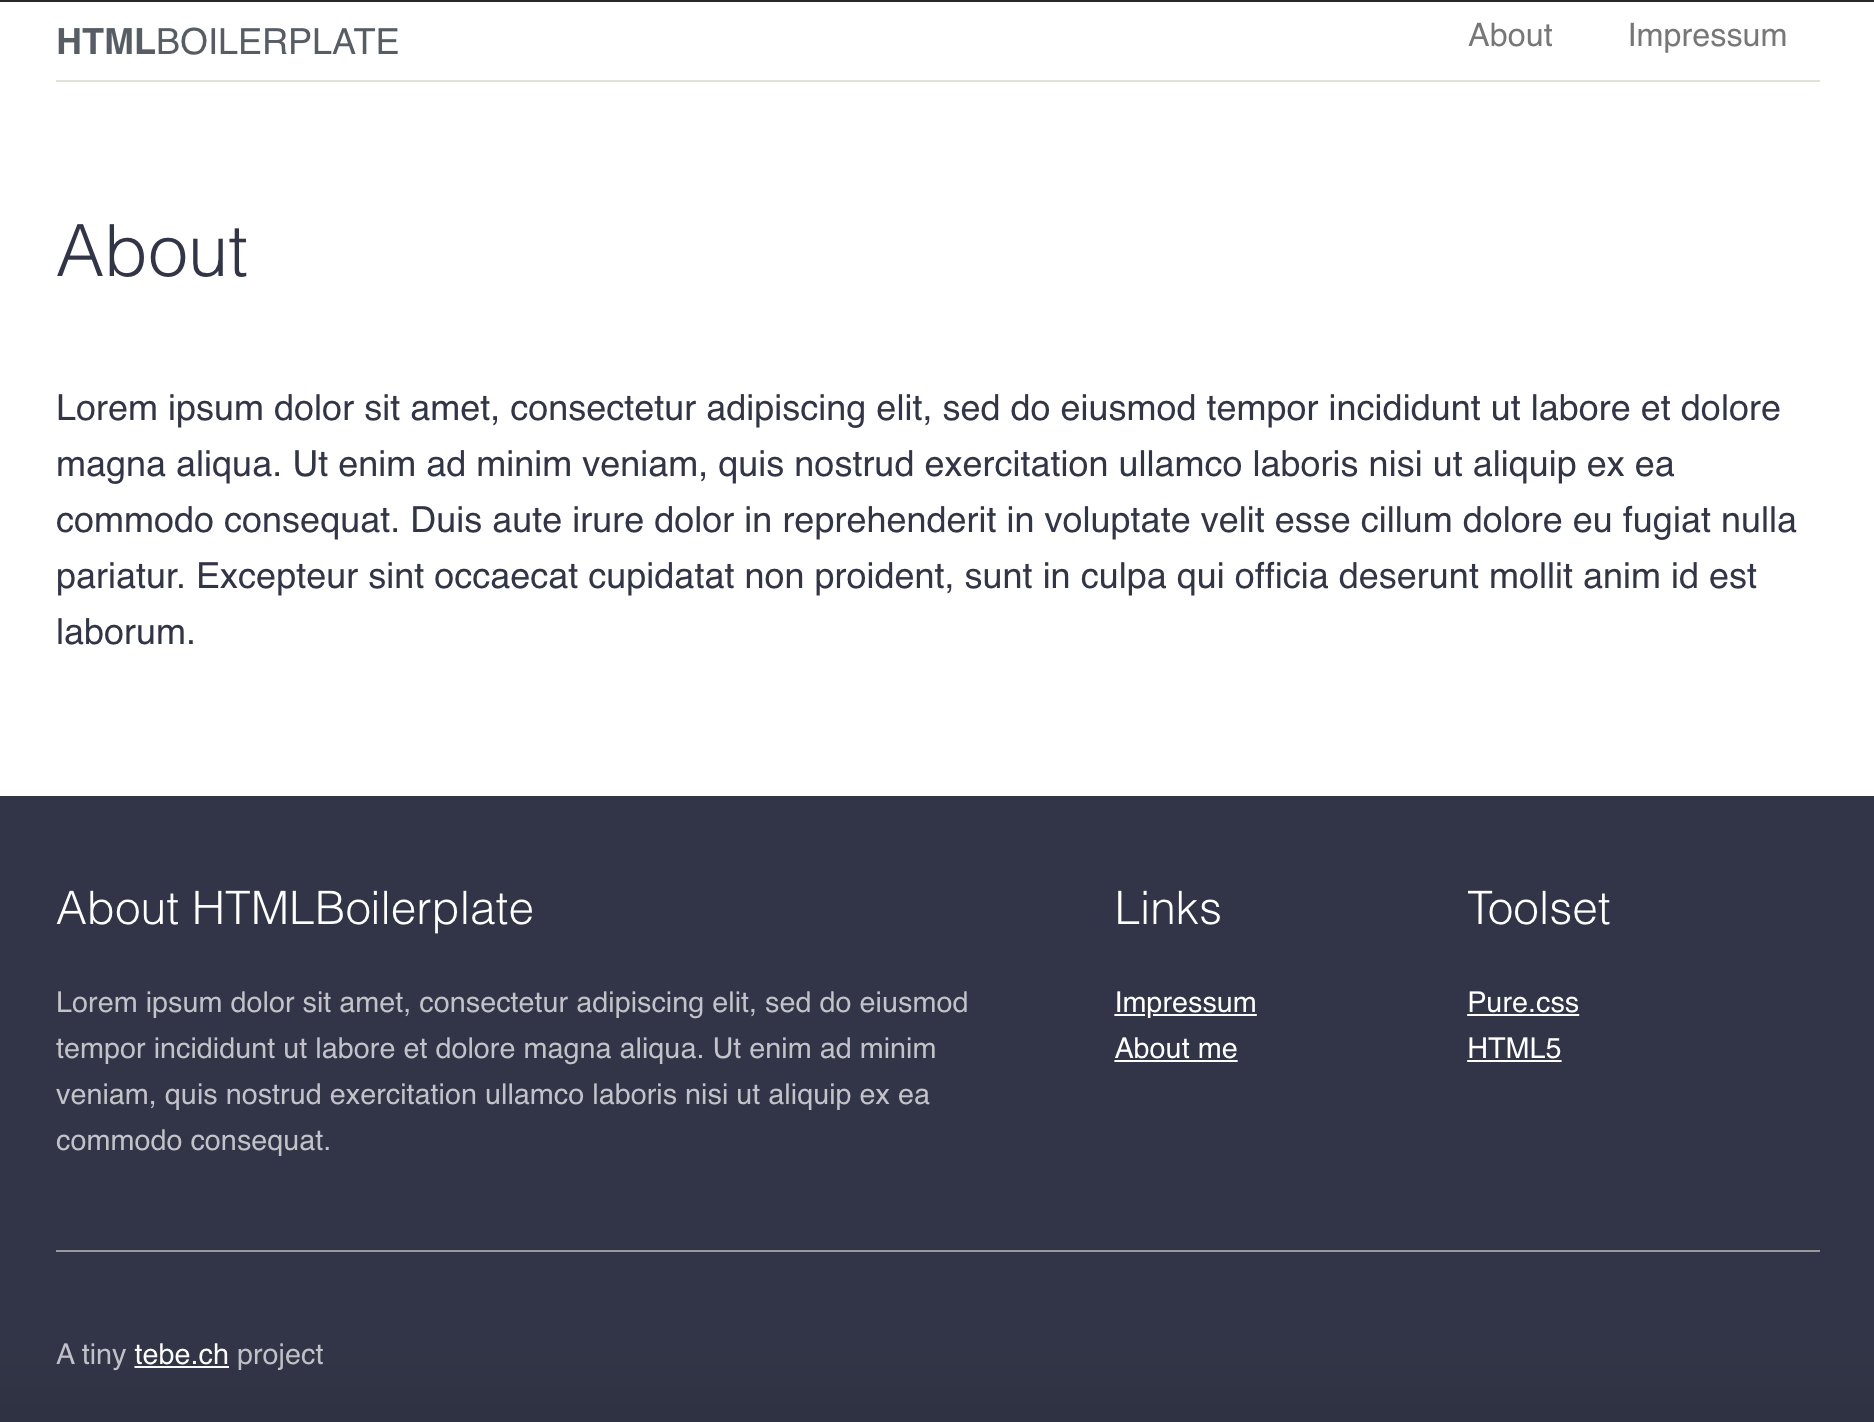 HTMLBOILERPLATE
About
Impressum
About
Lorem ipsum dolor sit amet, consectetur adipiscing elit, sed do eiusmod tempor incididunt ut labore et dolore
magna aliqua. Ut enim ad minim veniam, quis nostrud exercitation ullamco laboris nisi ut aliquip ex ea
commodo consequat. Duis aute irure dolor in reprehenderit in voluptate velit esse cillum dolore eu fugiat nulla
pariatur. Excepteur sint occaecat cupidatat non proident, sunt in culpa qui officia deserunt mollit anim id est
laborum.
About HTMLBoilerplate
Lorem ipsum dolor sit amet, consectetur adipiscing elit, sed do eiusmod
tempor incididunt ut labore et dolore magna aliqua. Ut enim ad minim
veniam, quis nostrud exercitation ullamco laboris nisi ut aliquip ex ea
commodo consequat.
Links
Impressum
About me
Toolset
Pure.css
HTML5
A tiny tebe.ch project